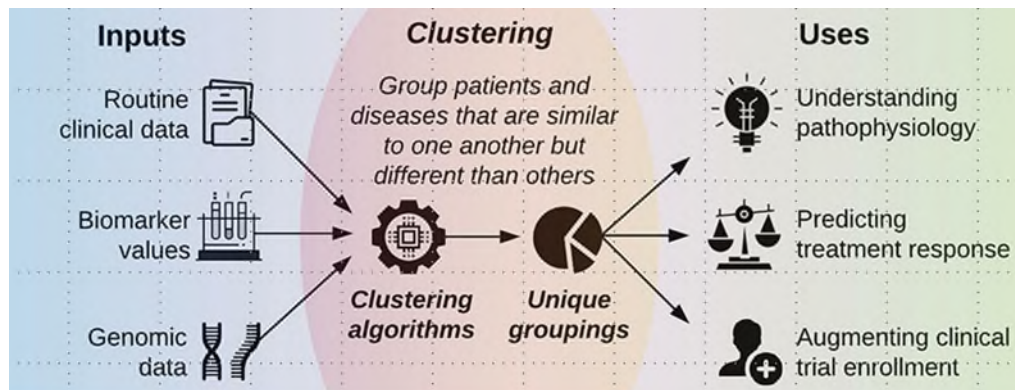 Inputs
Routine
clinical data
Biomarker
values
Genomic
data
Clustering
Group patients and
diseases that are similar
to one another but
different than others
Clustering
algorithms
Unique
groupings
Uses
Understanding
pathophysiology
Predicting
treatment response
Augmenting clinical
trial enrollment